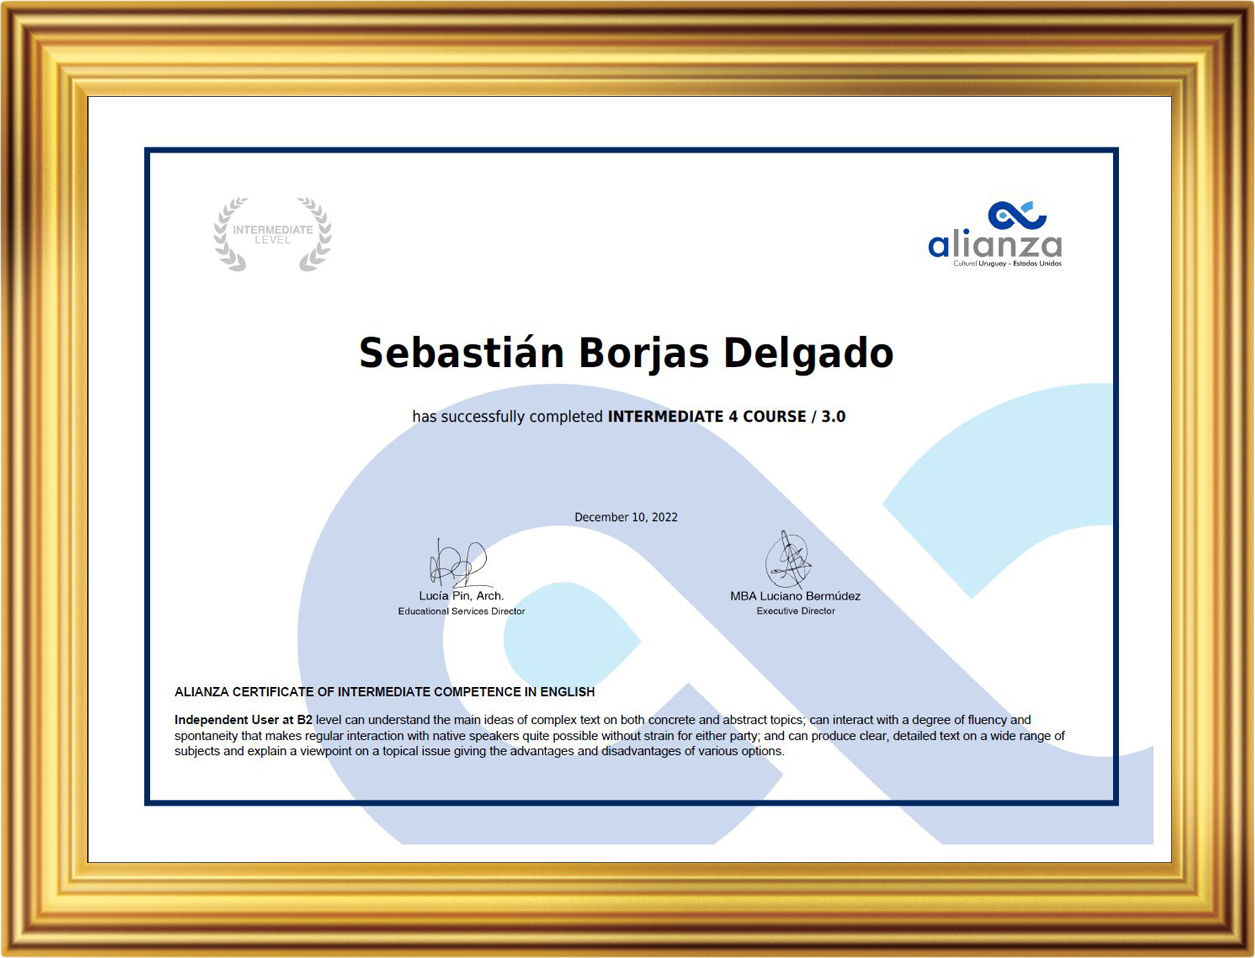 INTERMEDIATE
LEVEL
alianza
Cultural Uruguay - Estados Unidos
Sebastián Borjas Delgado
has successfully completed INTERMEDIATE 4 COURSE / 3.0
December 10, 2022
Lucía Pin, Arch.
Educational Services Director
MBA Luciano Bermúdez
Executive Director
ALIANZA CERTIFICATE OF INTERMEDIATE COMPETENCE IN ENGLISH
Independent User at B2 level can understand the main ideas of complex text on both concrete and abstract topics; can interact with a degree of fluency and
spontaneity that makes regular interaction with native speakers quite possible without strain for either party; and can produce clear, detailed text on a wide range of
subjects and explain a viewpoint on a topical issue giving the advantages and disadvantages of various options.